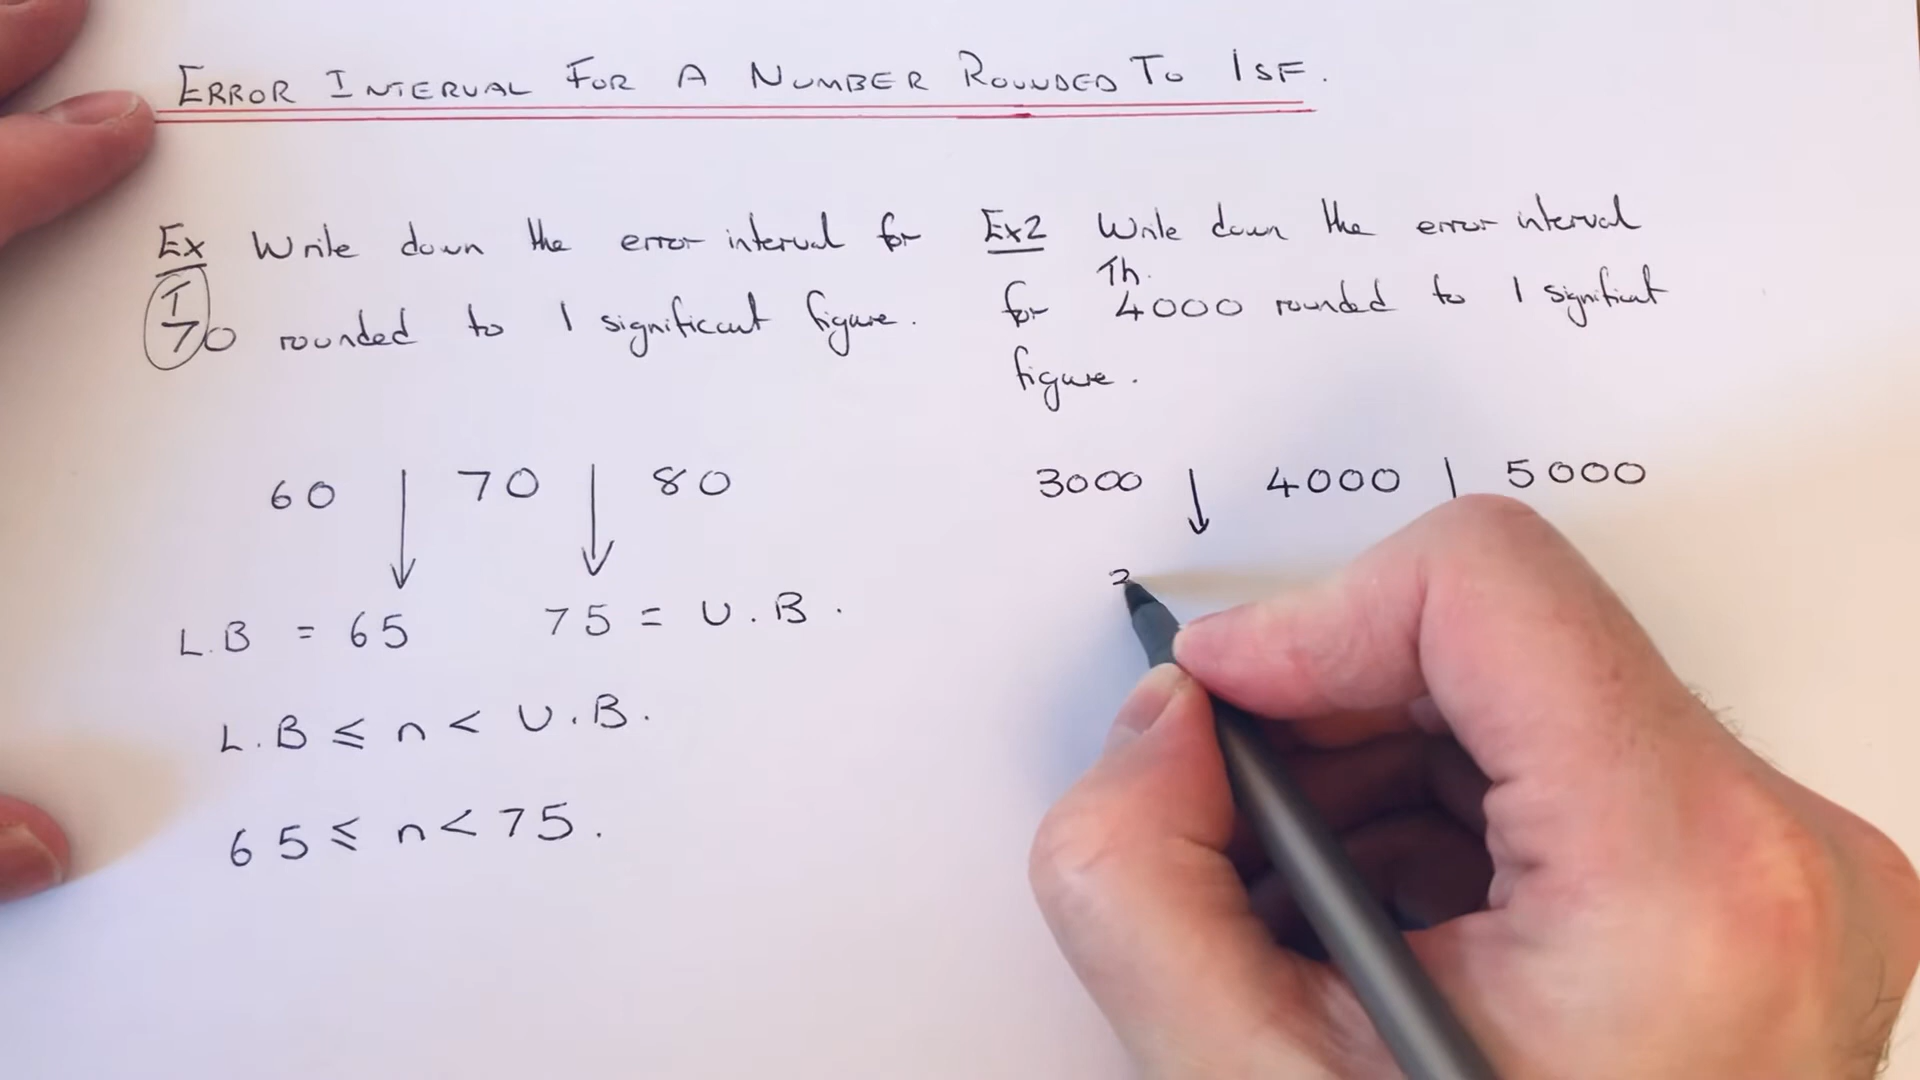 ERROR INTERVAL FOR A NUMBER ROUNDED TO 1SF.
Ex Write down the error interval for
T
70 rounded to 1 significant figure.
60 70 80
L.B = 65 75 = U.B.
L.B ≤ n < U.B.
65 ≤ n < 75.
Ex2 Write down the error interval
Th.
for 4000 rounded to 1 significant
figure.
3000 4000 5000